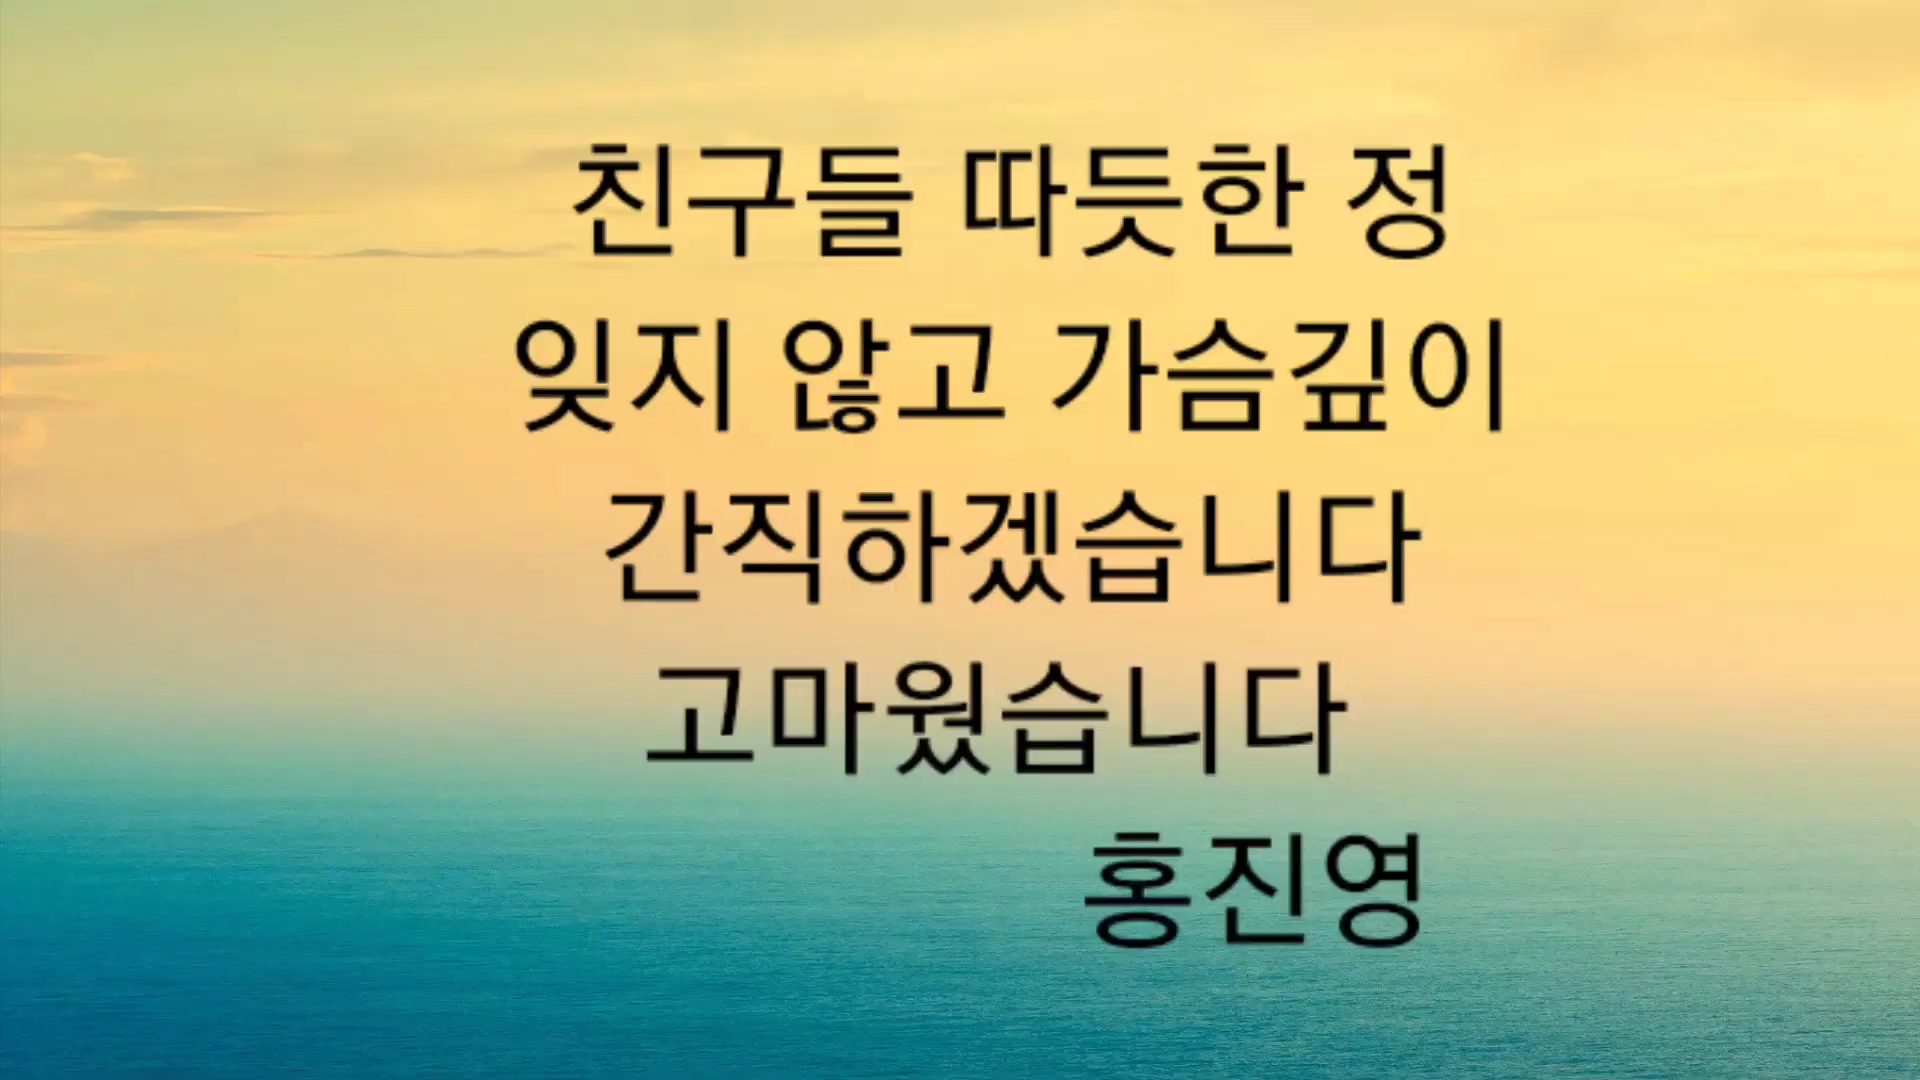 친구들 따듯한 정
잊지 않고 가슴깊이
간직하겠습니다
고마웠습니다
홍진영